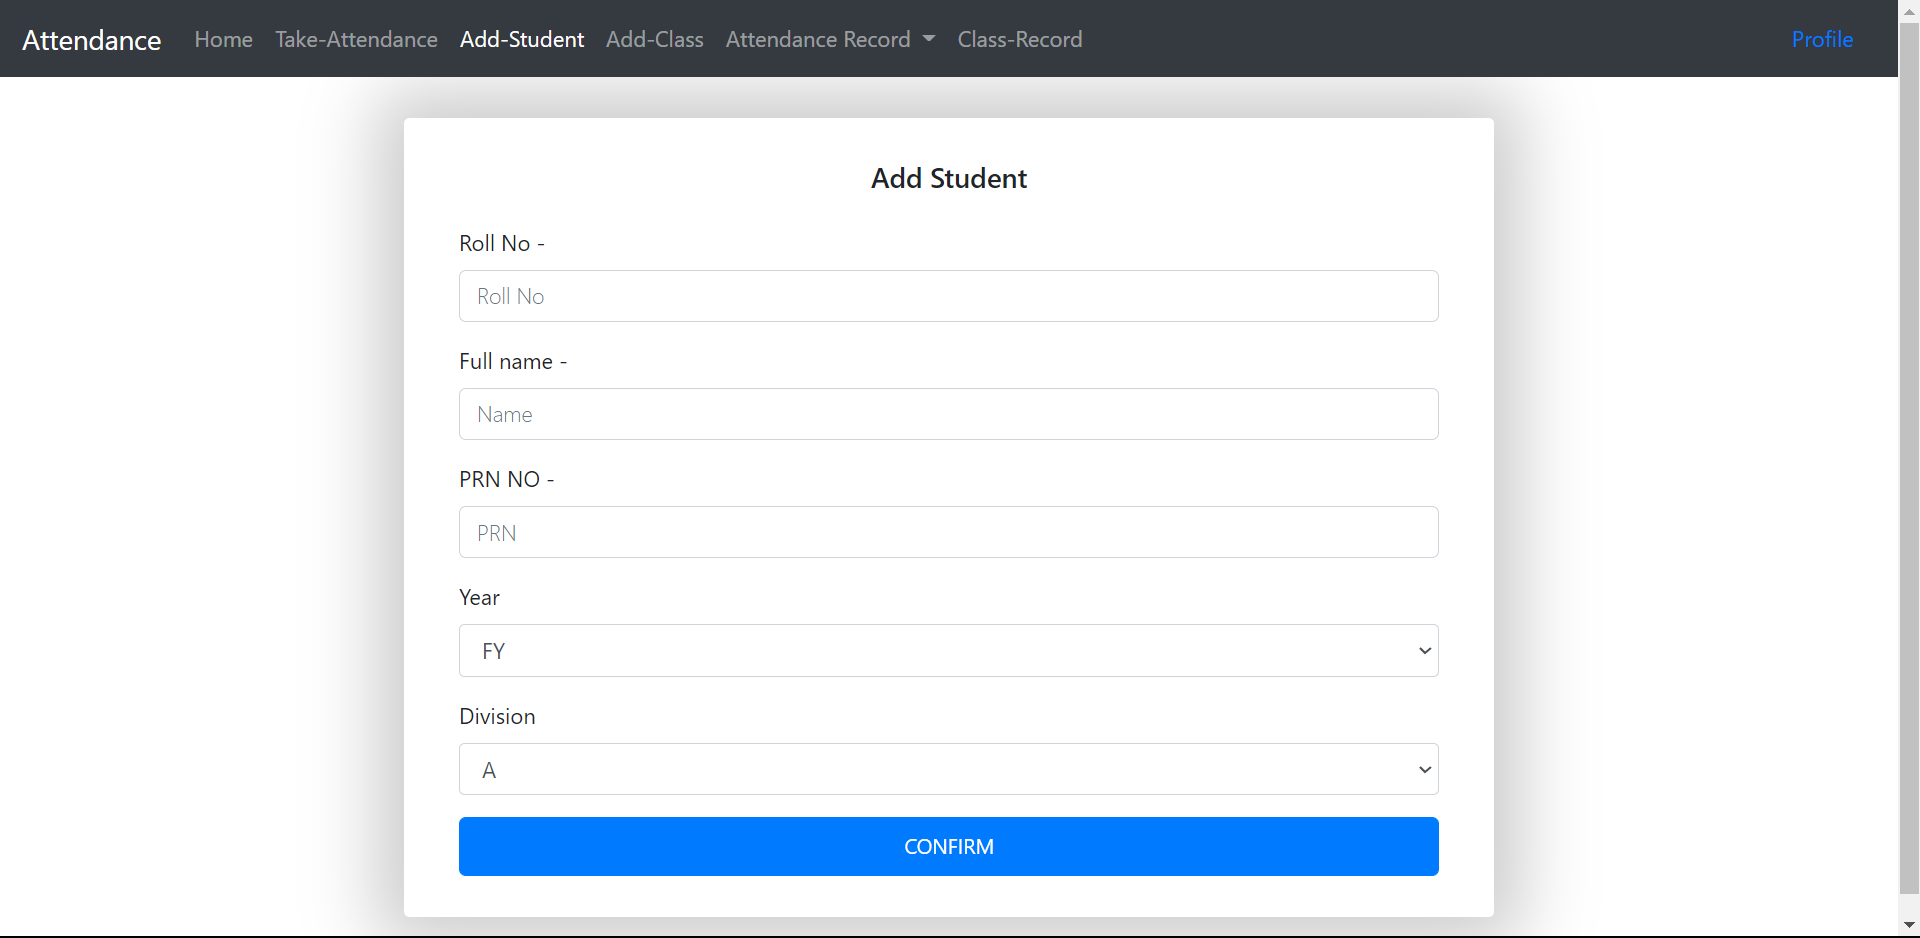 Attendance Home Take-Attendance Add-Student Add-Class Attendance Record Class-Record Profile
Add Student
Roll No -
Roll No
Full name -
Name
PRN NO -
PRN
Year
FY
Division
A
CONFIRM